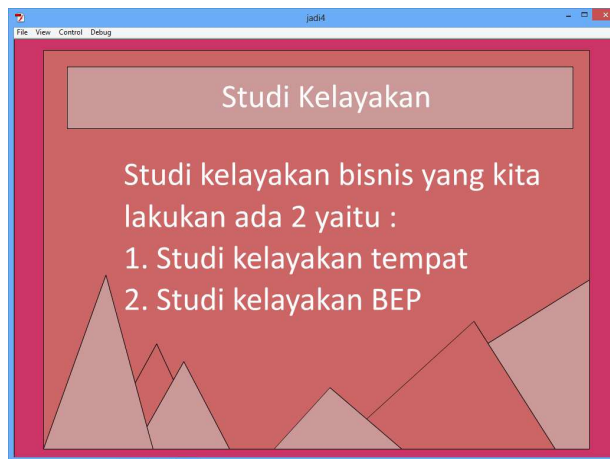 jadi4
File View Control Debug
Studi Kelayakan
Studi kelayakan bisnis yang kita
lakukan ada 2 yaitu :
1. Studi kelayakan tempat
2. Studi kelayakan BEP